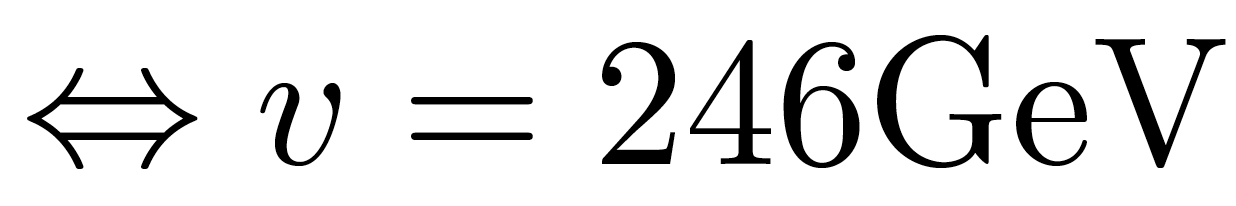 ⇔ v = 246GeV